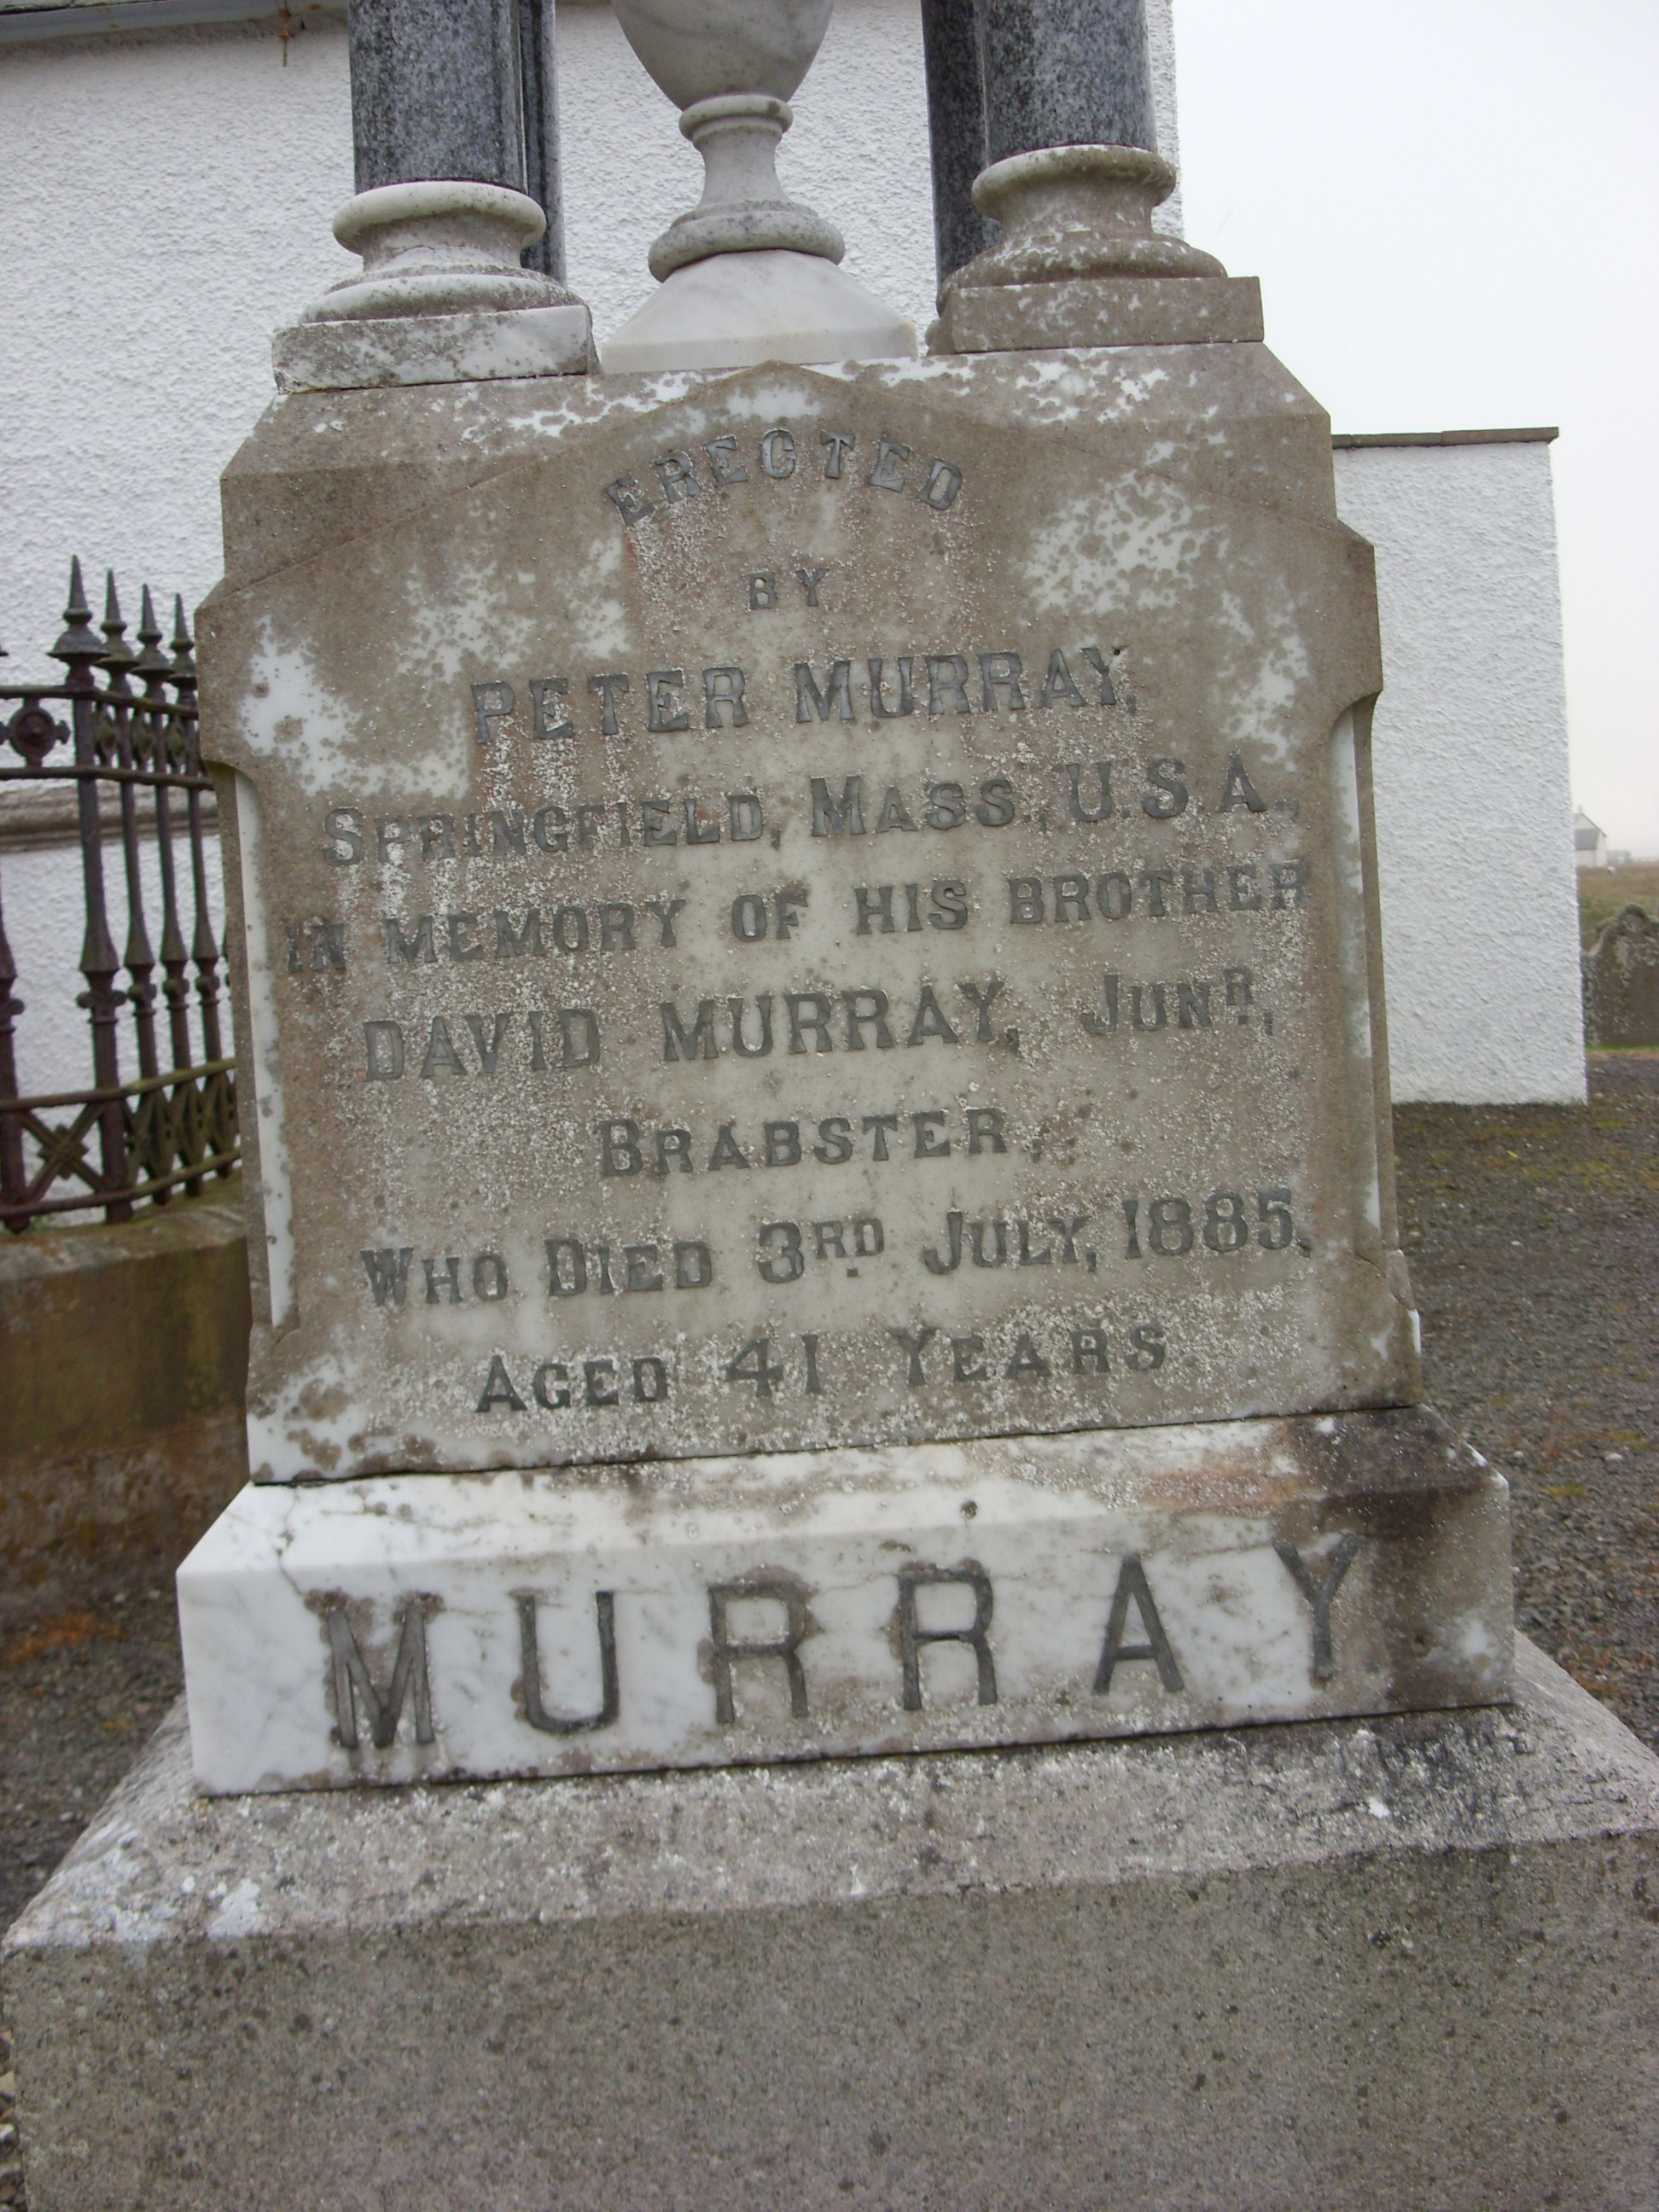 ERECTED
BY
PETER MURRAY,
SPRINGFIELD, MASS., U.S.A.,
IN MEMORY OF HIS BROTHER
DAVID MURRAY, JUNR.,
BRABSTER,
WHO DIED 3RD. JULY, 1885,
AGED 41 YEARS.
MURRAY.